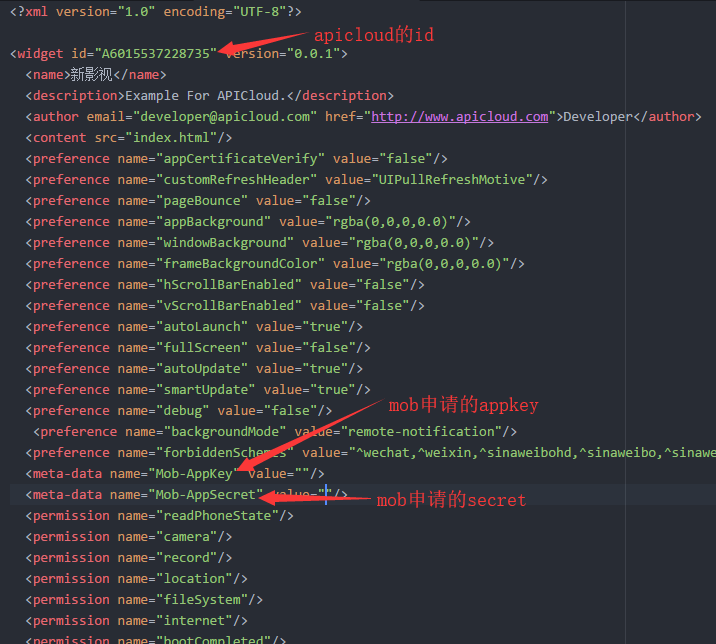 <?xml version="1.0" encoding="UTF-8"?>
apicloud的id
<widget id="A6015537228735" version="0.0.1">
<name>新影视</name>
<description>Example For APICloud.</description>
<author email="developer@apicloud.com" href="http://www.apicloud.com">Developer</author>
<content src="index.html"/>
<preference name="appCertificateVerify" value="false"/>
<preference name="customRefreshHeader" value="UIPullRefreshMotive"/>
<preference name="pageBounce" value="false"/>
<preference name="appBackground" value="rgba(0,0,0,0.0)"/>
<preference name="windowBackground" value="rgba(0,0,0,0.0)"/>
<preference name="frameBackgroundColor" value="rgba(0,0,0,0.0)"/>
<preference name="hScrollBarEnabled" value="false"/>
<preference name="vScrollBarEnabled" value="false"/>
<preference name="autoLaunch" value="true"/>
<preference name="fullScreen" value="false"/>
<preference name="autoUpdate" value="true"/>
<preference name="smartUpdate" value="true"/>
<preference name="debug" value="false"/>
mob申请的appkey
<preference name="backgroundMode" value="remote-notification"/>
<preference name="forbiddenSchemes" value="^wechat,^weixin,^sinaweibohd,^sinaweibo,^sinawe
<meta-data name="Mob-AppKey" value=""/>
<meta-data name="Mob-AppSecret" value=""/>
mob申请的secret
<permission name="readPhoneState"/>
<permission name="camera"/>
<permission name="record"/>
<permission name="location"/>
<permission name="fileSystem"/>
<permission name="internet"/>
<permission name="bootCompleted"/>